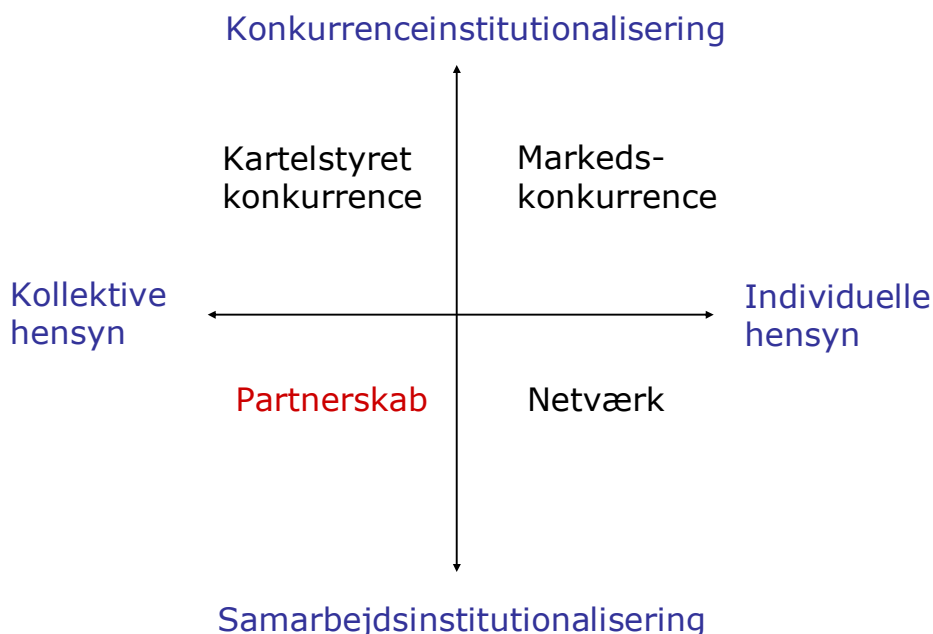 Konkurrenceinstitutionalisering
Kartelstyret
konkurrence
Markeds-
konkurrence
Kollektive
hensyn
Individuelle
hensyn
Partnerskab
Netværk
Samarbejdsinstitutionalisering